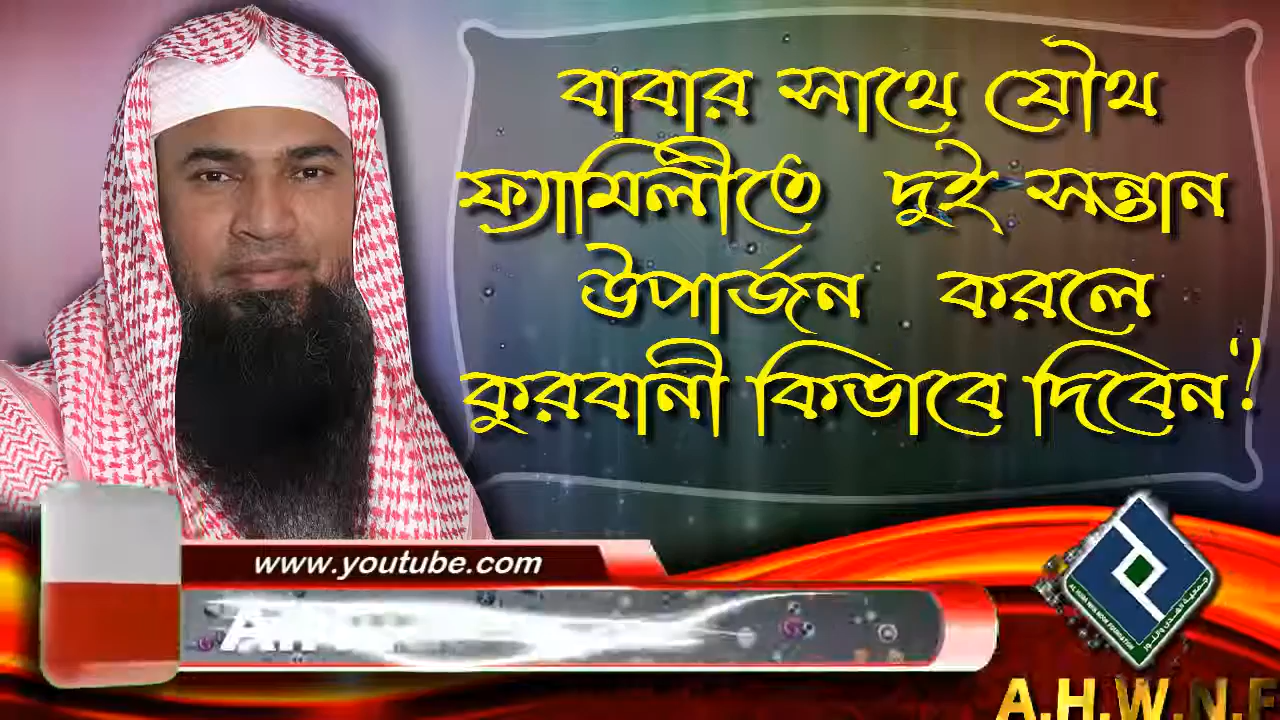 বাবার সাথে যৌথ
ফ্যামিলীতে দুই সন্তান
উপার্জন করলে
কুরবানী কিভাবে দিবেন?
www.youtube.com
A.H.W.N.F